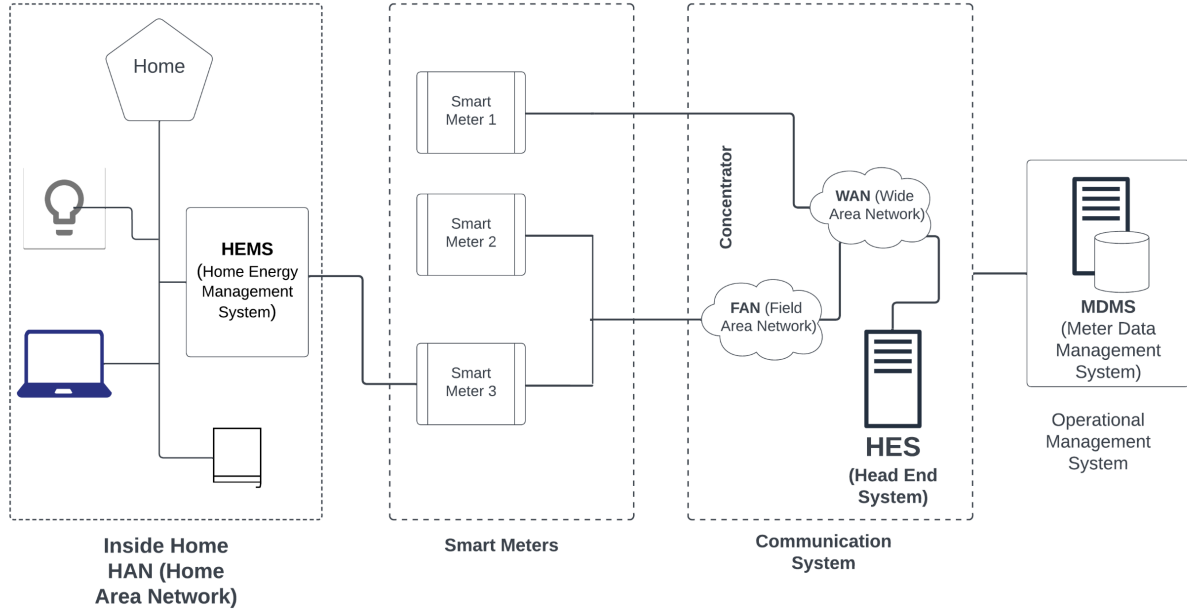 Home
HEMS
(Home Energy
Management
System)
Inside Home
HAN (Home
Area Network)
Smart
Meter 1
Smart
Meter 2
Smart
Meter 3
Smart Meters
Concentrator
WAN (Wide
Area Network)
FAN (Field
Area Network)
HES
(Head End
System)
Communication
System
MDMS
(Meter Data
Management
System)
Operational
Management
System